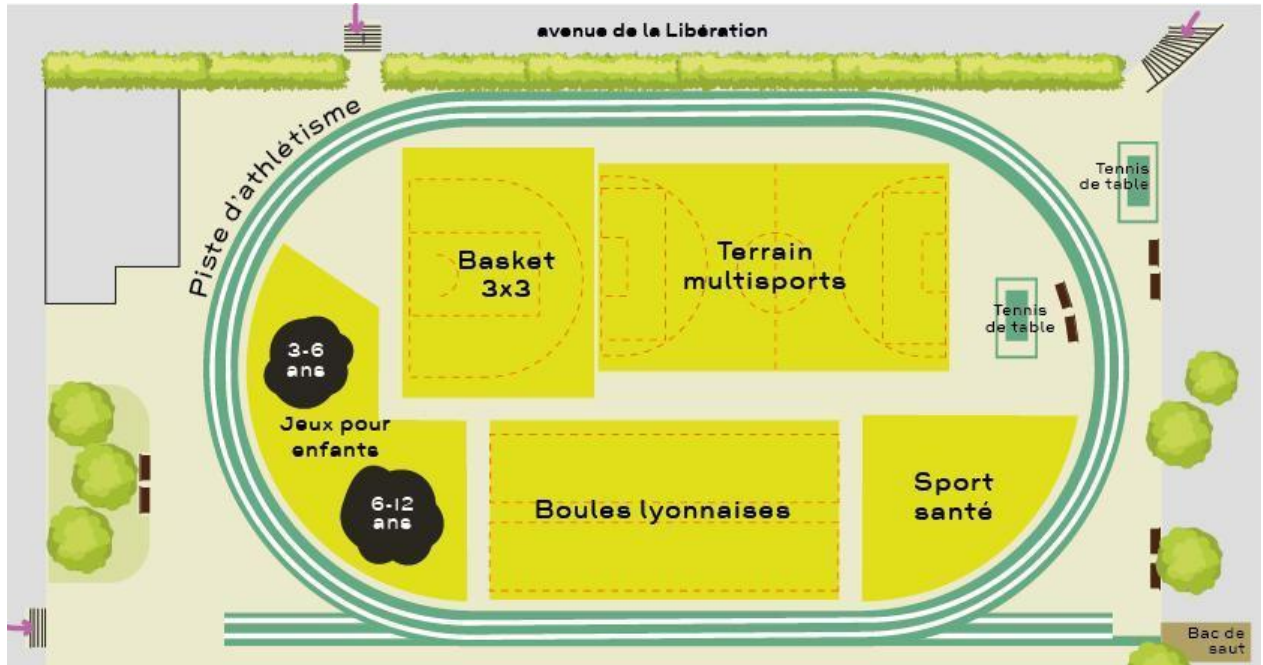 avenue de la Libération
Piste d'athlétisme
Tennis
de table
Basket
3x3
Terrain
multisports
Tennis
de table
3-6
ans
Jeux pour
enfants
6-12
ans
Boules lyonnaises
Sport
santé
Bac de
saut